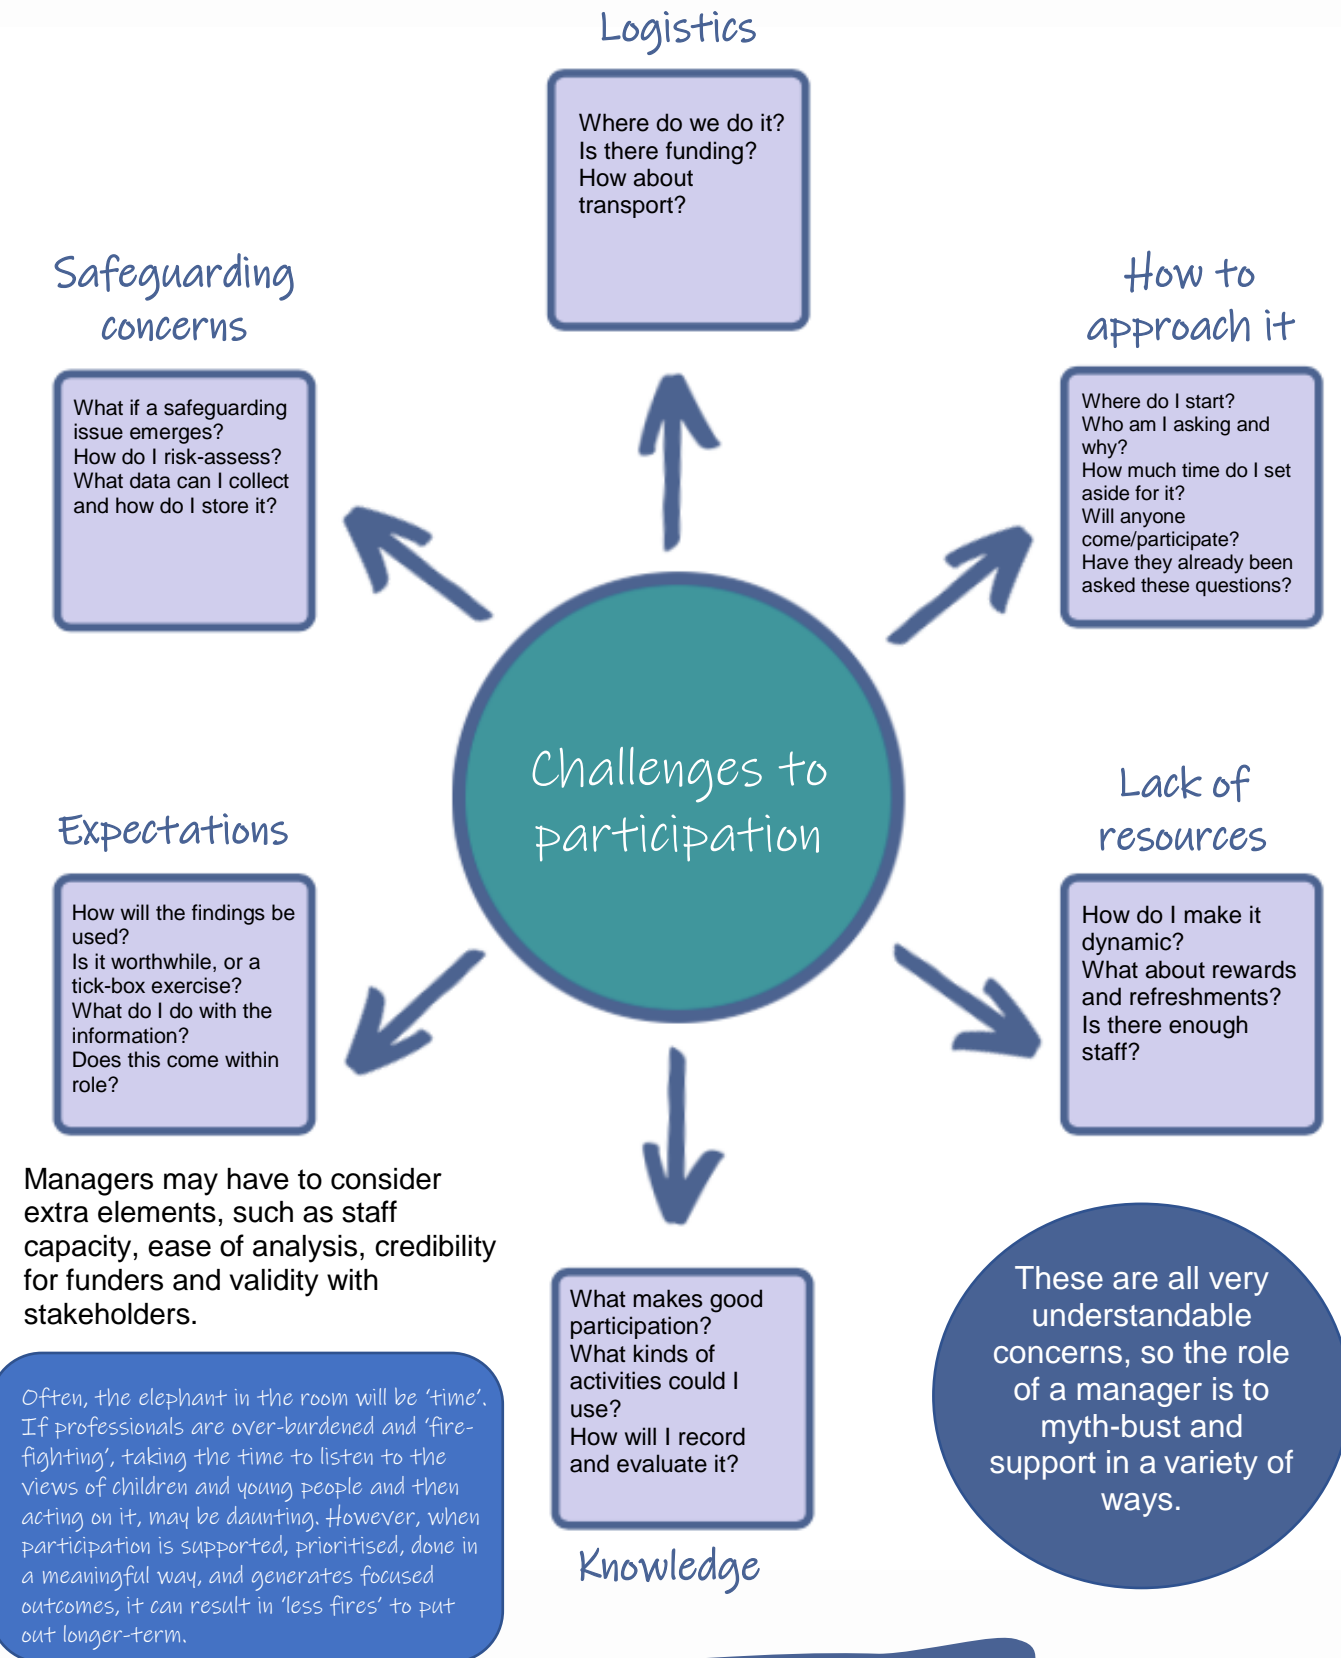 Logistics
Where do we do it?
Is there funding?
How about
transport?
Safeguarding
concerns
What if a safeguarding
issue emerges?
How do I risk-assess?
What data can I collect
and how do I store it?
How to
approach it
Where do I start?
Who am I asking and
why?
How much time do I set
aside for it?
Will anyone
come/participate?
Have they already been
asked these questions?
Challenges to
participation
Expectations
How will the findings be
used?
Is it worthwhile, or a
tick-box exercise?
What do I do with the
information?
Does this come within
role?
Lack of
resources
How do I make it
dynamic?
What about rewards
and refreshments?
Is there enough
staff?
Managers may have to consider
extra elements, such as staff
capacity, ease of analysis, credibility
for funders and validity with
stakeholders.
What makes good
participation?
What kinds of
activities could I
use?
How will I record
and evaluate it?
Knowledge
These are all very
understandable
concerns, so the role
of a manager is to
myth-bust and
support in a variety of
ways.
Often, the elephant in the room will be ‘time’.
If professionals are over-burdened and ‘fire-
fighting’, taking the time to listen to the
views of children and young people and then
acting on it, may be daunting. However, when
participation is supported, prioritised, done in
a meaningful way, and generates focused
outcomes, it can result in ‘less fires’ to put
out longer-term.